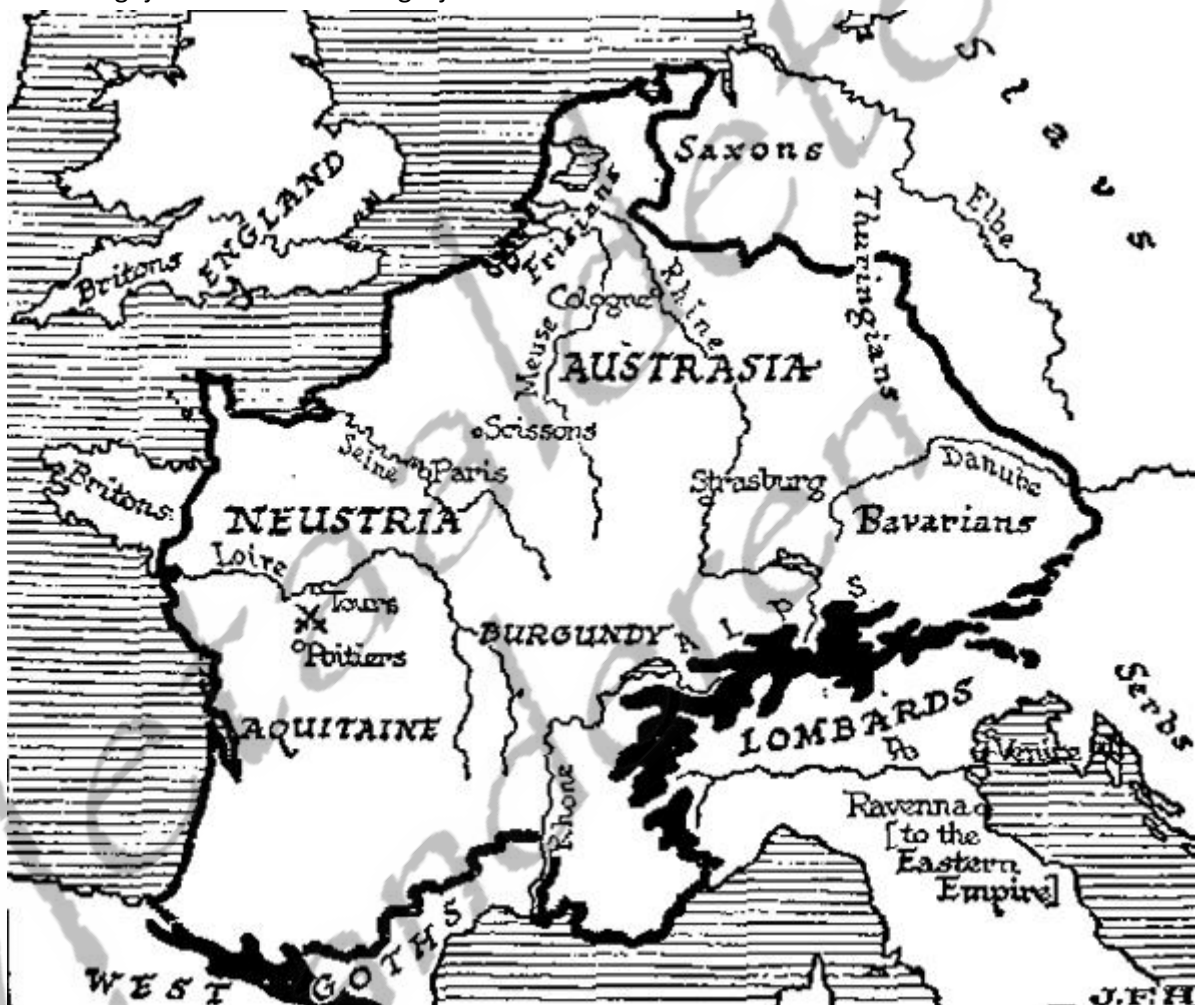 Slavs
Saxons
ENGLAND
Elbe
Britons
Frisians
Thuringians
Rhine
Cologne
Meuse
AUSTRASIA
Scissons
Seine
Paris
Strasburg
Danube
Britons
NEUSTRIA
Bavarians
Loire
Tours
ALPS
BURGUNDY
Poitiers
Serbs
AQUITAINE
LOMBARDS
Po
Venice
Rhone
Ravenna
[to the
Eastern
Empire]
WEST GOTHS
J.F.H